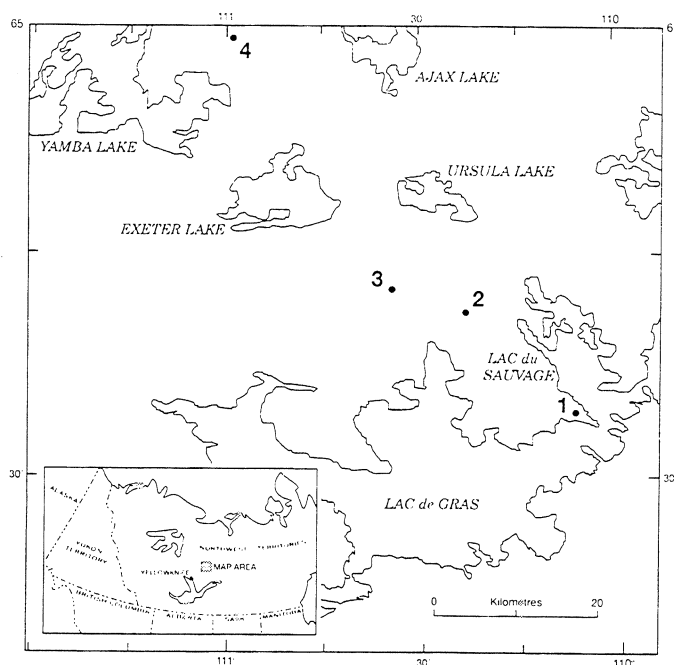 111
30
110
65
6
4
AJAX LAKE
YAMBA LAKE
URSULA LAKE
EXETER LAKE
3
2
LAC du
SAUVAGE
1
30'
30
LAC de GRAS
ALASKA
YUKON
TERRITORY
NORTHWEST TERRITORIES
YELLOWKNIFE
MAP AREA
BRITISH COLUMBIA
ALBERTA
SASK
MANITOBA
0 Kilometres 20
111°
30'
110°